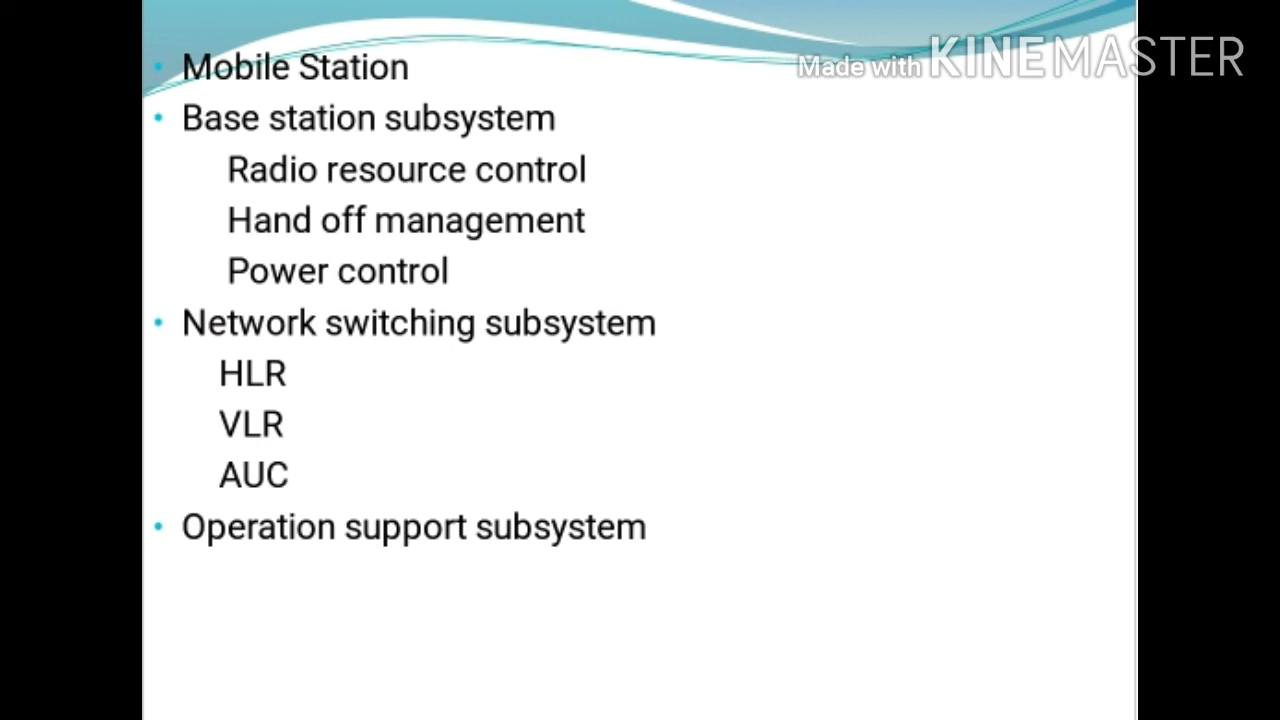 Made with KINEMASTER
• Mobile Station
• Base station subsystem
Radio resource control
Hand off management
Power control
• Network switching subsystem
HLR
VLR
AUC
• Operation support subsystem